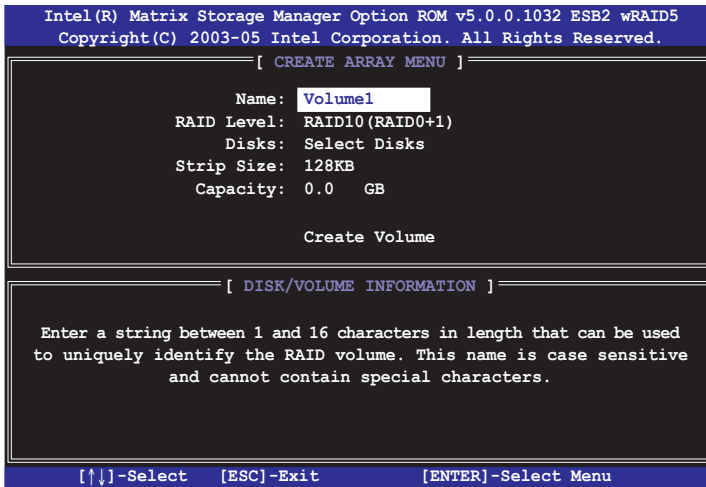 Intel(R) Matrix Storage Manager Option ROM v5.0.0.1032 ESB2 wRAID5
Copyright(C) 2003-05 Intel Corporation. All Rights Reserved.
[ CREATE ARRAY MENU ]
Name: Volume1
RAID Level: RAID10(RAID0+1)
Disks: Select Disks
Strip Size: 128KB
Capacity: 0.0 GB
Create Volume
[ DISK/VOLUME INFORMATION ]
Enter a string between 1 and 16 characters in length that can be used
to uniquely identify the RAID volume. This name is case sensitive
and cannot contain special characters.
[↑↓]-Select [ESC]-Exit [ENTER]-Select Menu